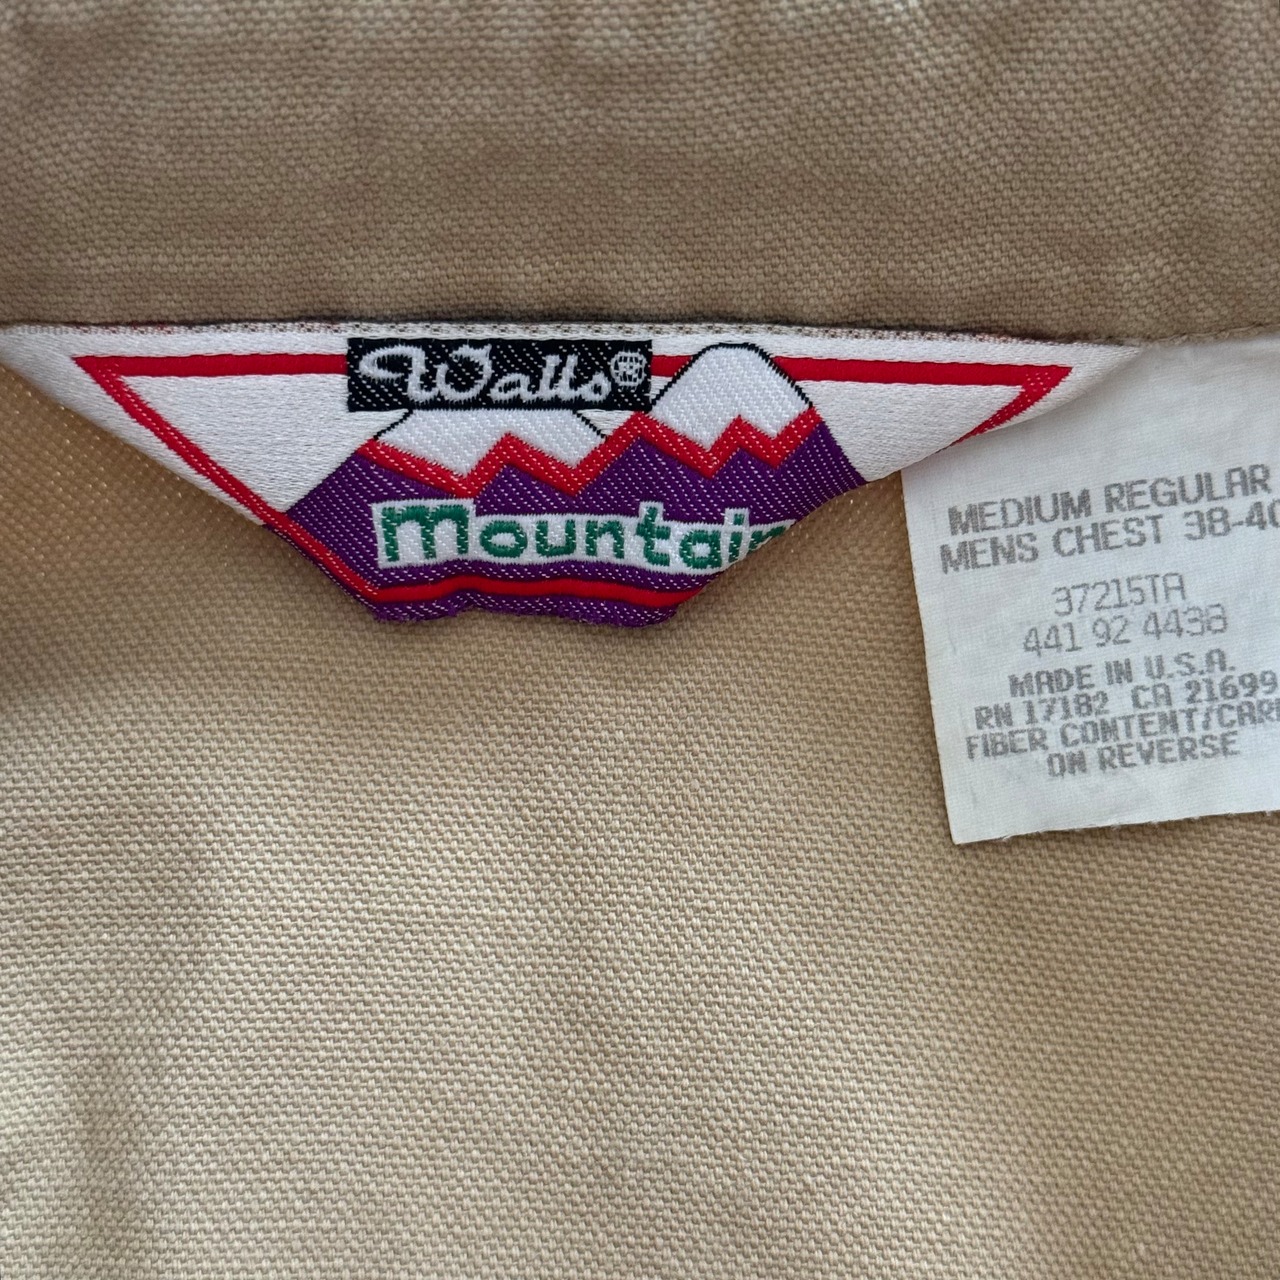 Walls®
Mountain
MEDIUM REGULAR
MENS CHEST 38-40
37215TA
441 92 4438
MADE IN U.S.A.
RN 17182 CA 21699
FIBER CONTENT/CARE
ON REVERSE